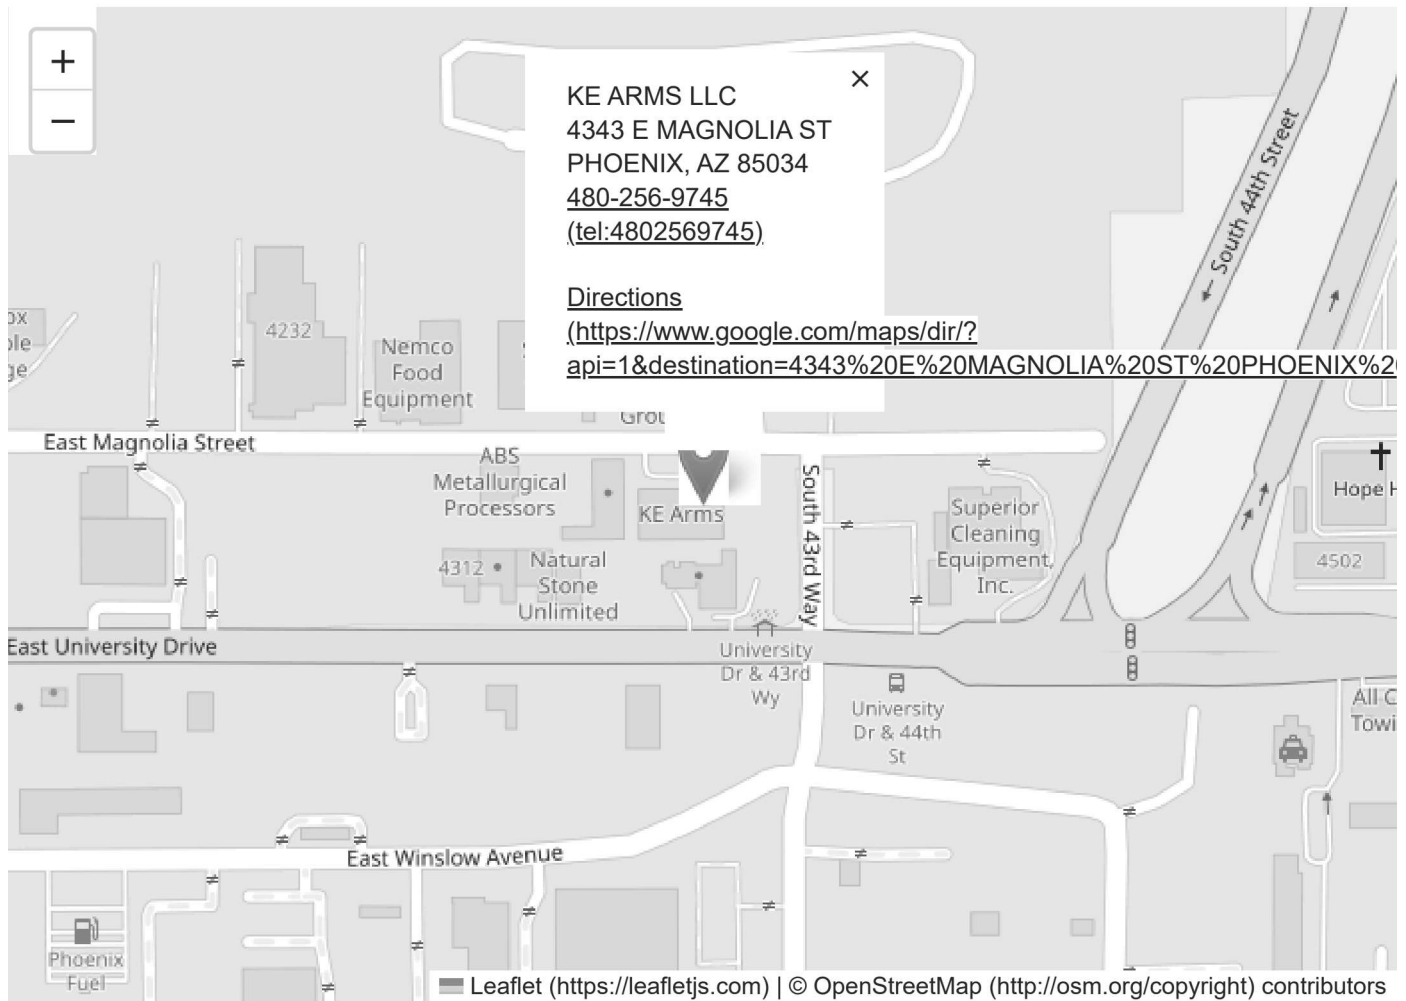 +
−
×
KE ARMS LLC
4343 E MAGNOLIA ST
PHOENIX, AZ 85034
480-256-9745
(tel:4802569745)
Directions
(https://www.google.com/maps/dir/?
api=1&destination=4343%20E%20MAGNOLIA%20ST%20PHOENIX%2
South 44th Street
4232
Nemco
Food
Equipment
East Magnolia Street
ABS
Metallurgical
Processors
KE Arms
South 43rd Way
Superior
Cleaning
Equipment,
Inc.
Hope H
4502
4312
Natural
Stone
Unlimited
East University Drive
University
Dr & 43rd
Wy
University
Dr & 44th
St
All C
Towi
East Winslow Avenue
Phoenix
Fuel
Leaflet (https://leafletjs.com) | © OpenStreetMap (http://osm.org/copyright) contributors